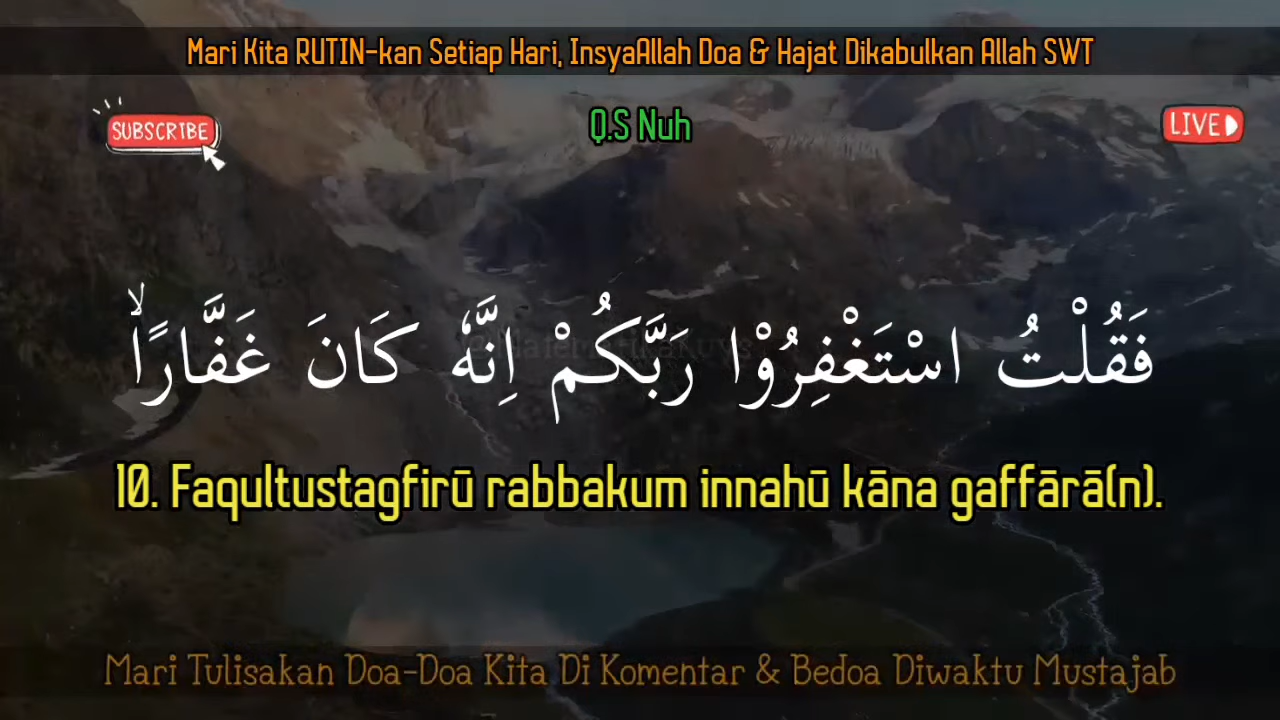 Mari Kita RUTIN-kan Setiap Hari, InsyaAllah Doa & Hajat Dikabulkan Allah SWT
SUBSCRIBE
Q.S Nuh
LIVE
فَقُلْتُ اسْتَغْفِرُوْا رَبَّكُمْ اِنَّهٗ كَانَ غَفَّارًاۙ
10. Faqultustagfirū rabbakum innahū kāna gaffārā(n).
Mari Tulisakan Doa-Doa Kita Di Komentar & Bedoa Diwaktu Mustajab